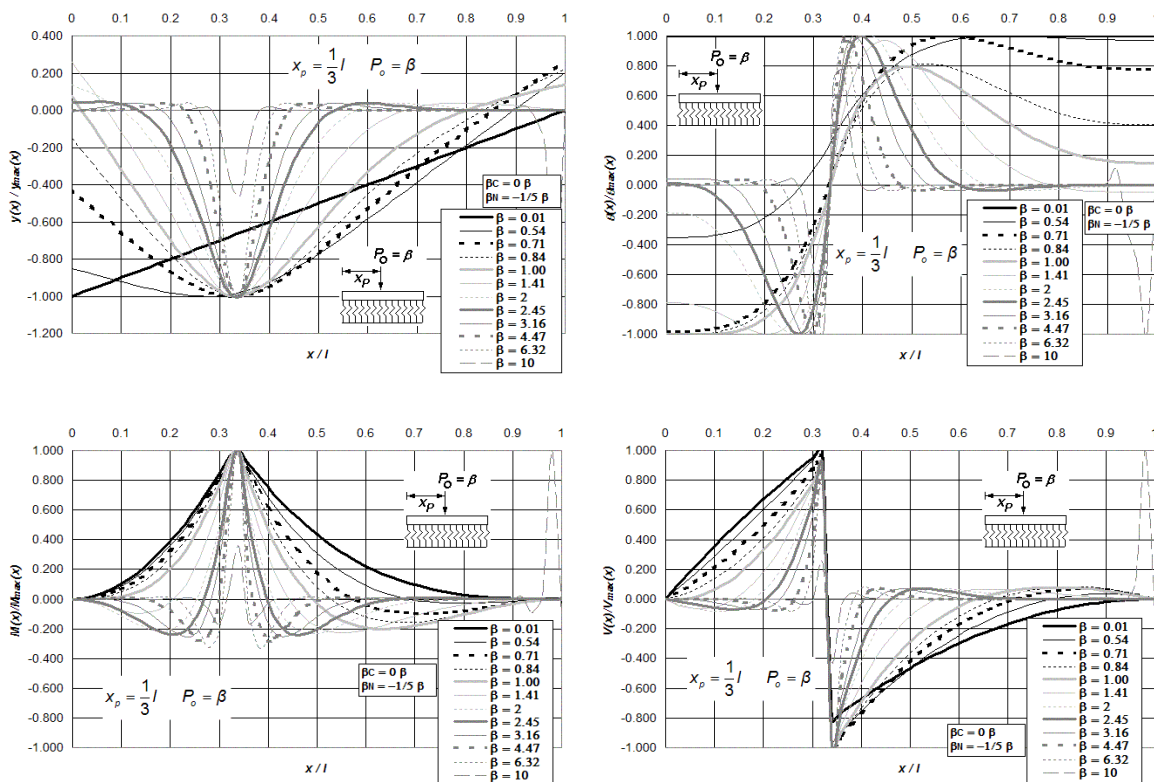 0 0.1 0.2 0.3 0.4 0.5 0.6 0.7 0.8 0.9 1
0.400
0.200
0.000
-0.200
-0.400
-0.600
-0.800
-1.000
-1.200
y(x) / ymax(x)
xp = 1/3 l Po = β
βC = 0 β
βN = −1/5 β
Po = β
xP
β = 0.01
β = 0.54
β = 0.71
β = 0.84
β = 1.00
β = 1.41
β = 2
β = 2.45
β = 3.16
β = 4.47
β = 6.32
β = 10
x / l
0 0.1 0.2 0.3 0.4 0.5 0.6 0.7 0.8 0.9 1
1.000
0.800
0.600
0.400
0.200
0.000
-0.200
-0.400
-0.600
-0.800
-1.000
Po = β
xP
xp = 1/3 l Po = β
βC = 0 β
βN = −1/5 β
β = 0.01
β = 0.54
β = 0.71
β = 0.84
β = 1.00
β = 1.41
β = 2
β = 2.45
β = 3.16
β = 4.47
β = 6.32
β = 10
x / l
0 0.1 0.2 0.3 0.4 0.5 0.6 0.7 0.8 0.9 1
1.000
0.800
0.600
0.400
0.200
0.000
-0.200
-0.400
-0.600
-0.800
-1.000
M(x)/Mmax(x)
Po = β
xP
xp = 1/3 l Po = β
βC = 0 β
βN = −1/5 β
β = 0.01
β = 0.54
β = 0.71
β = 0.84
β = 1.00
β = 1.41
β = 2
β = 2.45
β = 3.16
β = 4.47
β = 6.32
β = 10
x / l
0 0.1 0.2 0.3 0.4 0.5 0.6 0.7 0.8 0.9 1
1.000
0.800
0.600
0.400
0.200
0.000
-0.200
-0.400
-0.600
-0.800
-1.000
V(x)/Vmax(x)
Po = β
xP
xp = 1/3 l Po = β
βC = 0 β
βN = −1/5 β
β = 0.01
β = 0.54
β = 0.71
β = 0.84
β = 1.00
β = 1.41
β = 2
β = 2.45
β = 3.16
β = 4.47
β = 6.32
β = 10
x / l